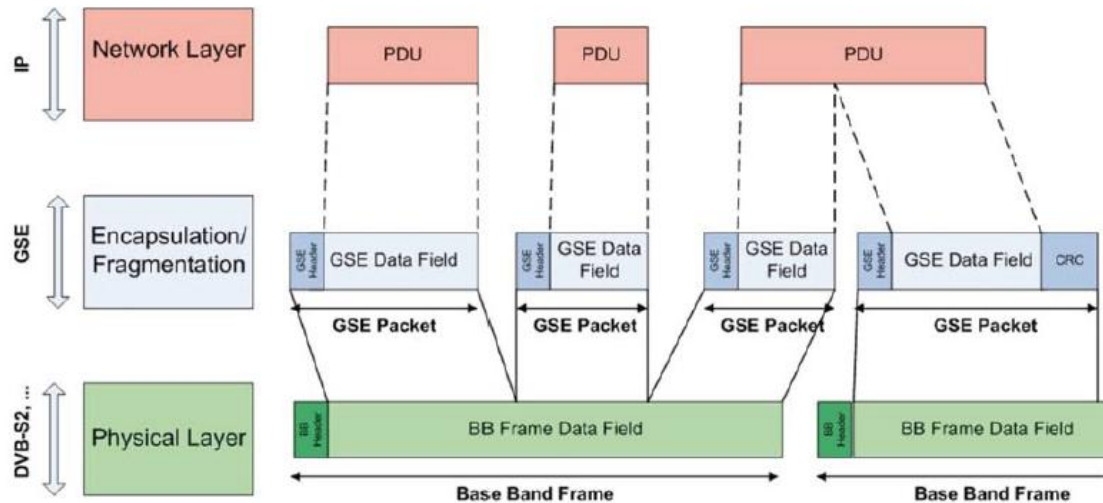 IP
Network Layer
PDU
PDU
PDU
GSE
Encapsulation/
Fragmentation
GSE
Header
GSE Data Field
GSE
Header
GSE Data
Field
GSE
Header
GSE Data
Field
GSE
Header
GSE Data Field
CRC
GSE Packet
GSE Packet
GSE Packet
GSE Packet
DVB-S2, ...
Physical Layer
BB
Header
BB Frame Data Field
BB
Header
BB Frame Data Field
Base Band Frame
Base Band Frame